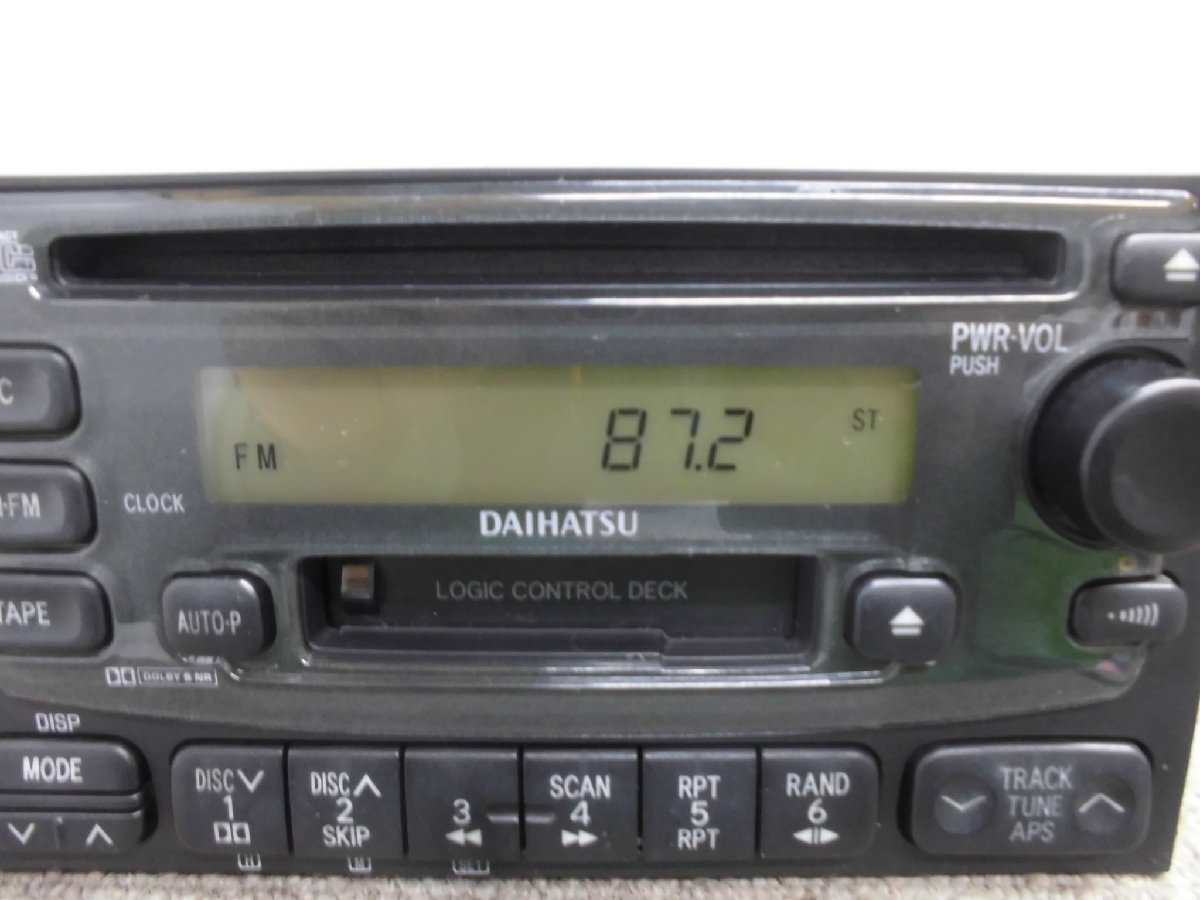 PWR·VOL
PUSH
C
FM 87.2 ST
·FM
CLOCK
DAIHATSU
TAPE
AUTO·P
LOGIC CONTROL DECK
DOLBY B NR
DISP
MODE
DISC
1
DISC
2
SKIP
3
SCAN
4
RPT
5
RPT
RAND
6
TRACK
TUNE
APS
H
M
SET